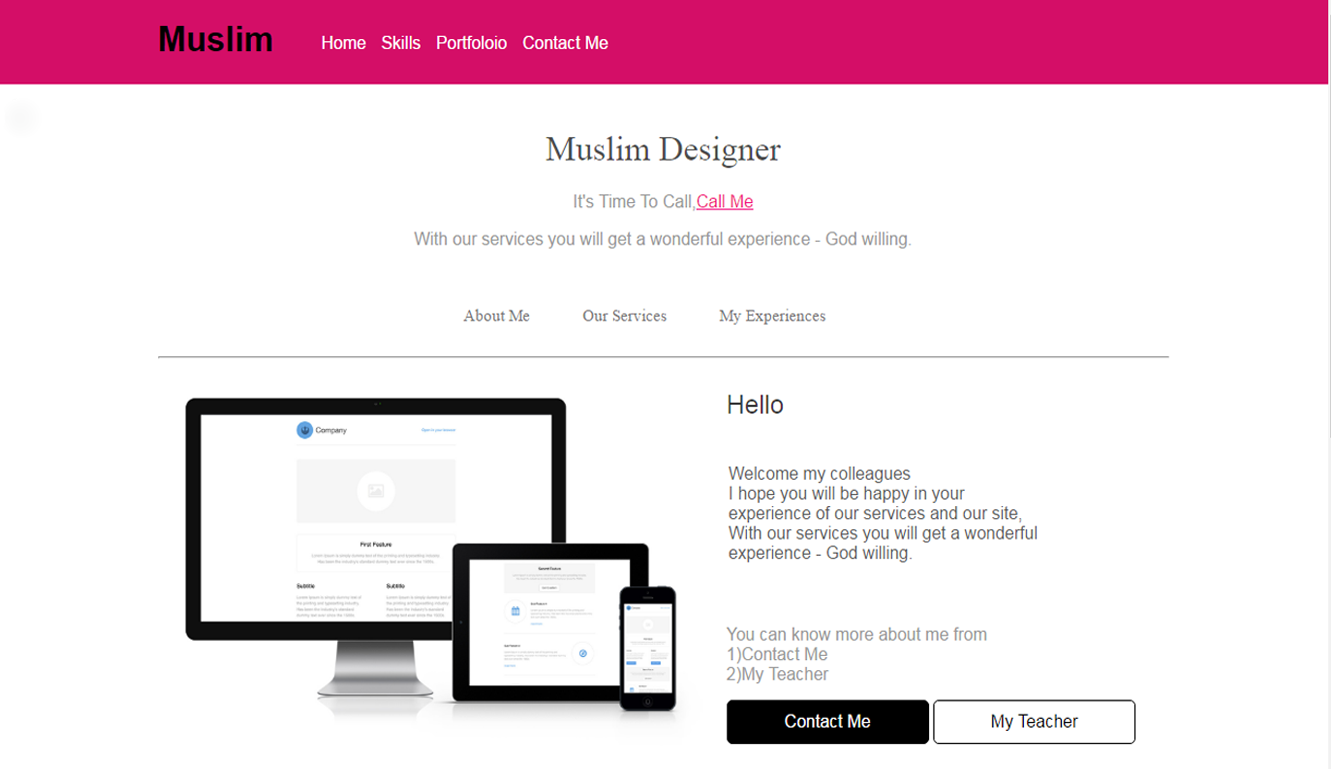 Muslim
Home Skills Portfoloio Contact Me
Muslim Designer
It's Time To Call,Call Me
With our services you will get a wonderful experience - God willing.
About Me Our Services My Experiences
Hello
Welcome my colleagues
I hope you will be happy in your
experience of our services and our site,
With our services you will get a wonderful
experience - God willing.
You can know more about me from
1)Contact Me
2)My Teacher
Contact Me
My Teacher
Company
First Feature
Subtitle Subtitle